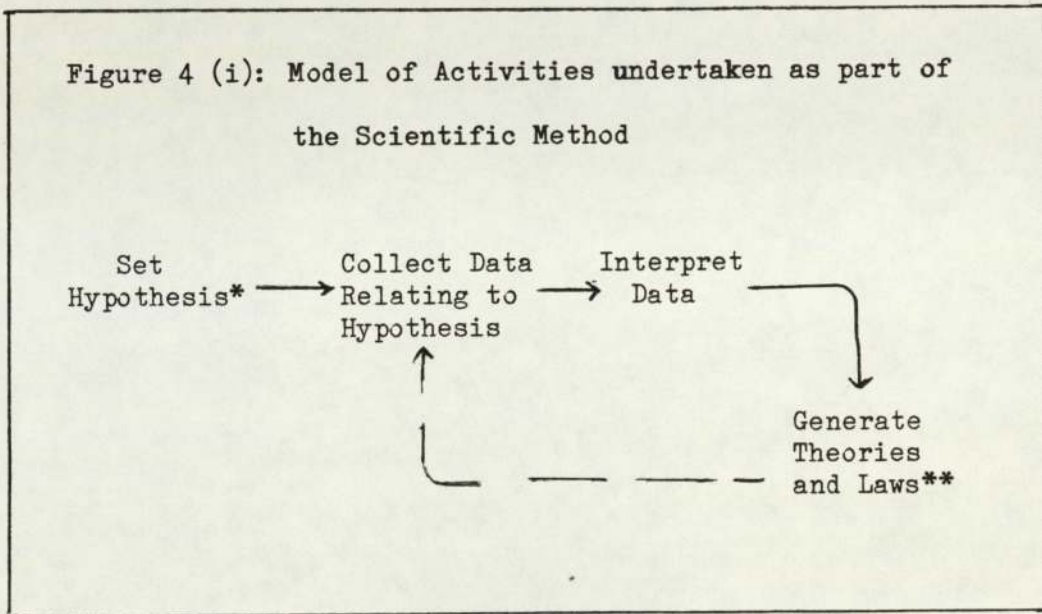 Figure 4 (i): Model of Activities undertaken as part of
the Scientific Method
Set
Hypothesis*
Collect Data
Relating to
Hypothesis
Interpret
Data
Generate
Theories
and Laws**